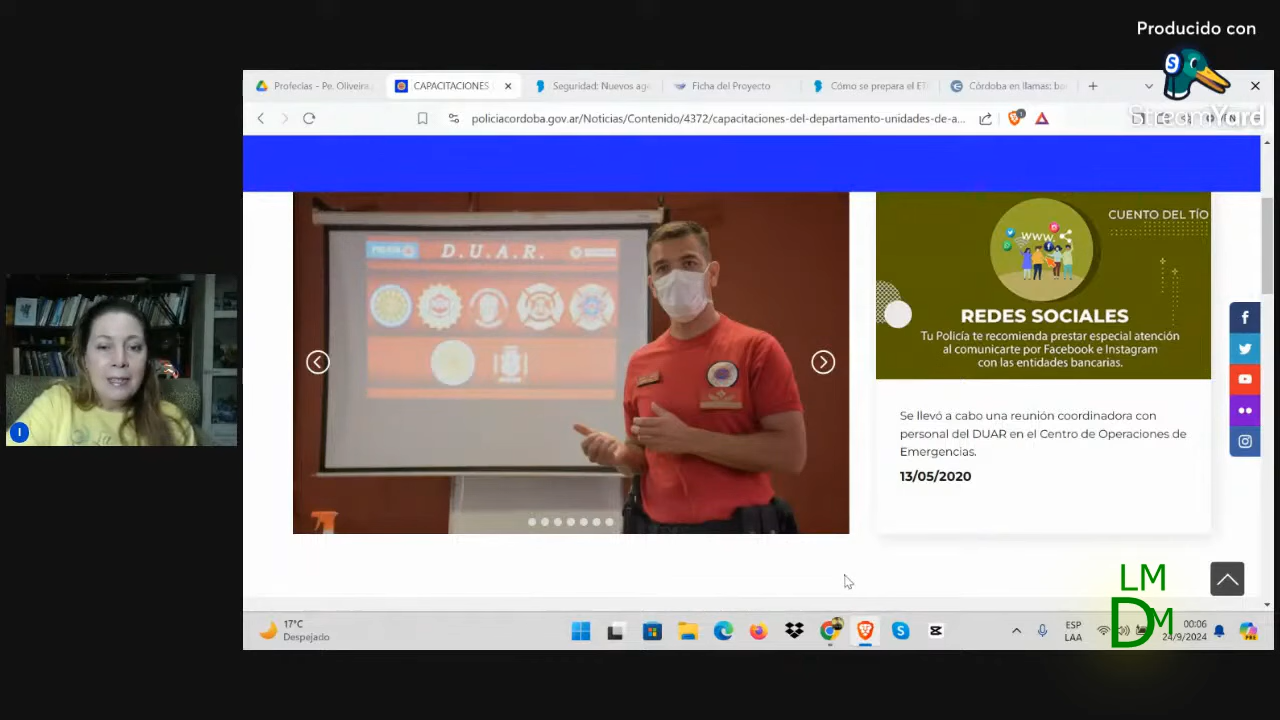 Producido con
StreamYard
Profecías - Pe. Oliveira
CAPACITACIONES
Seguridad: Nuevos age
Ficha del Proyecto
Cómo se prepara el ET
Córdoba en llamas: bo
policiacordoba.gov.ar/Noticias/Contenido/4372/capacitaciones-del-departamento-unidades-de-a...
D.U.A.R.
CUENTO DEL TÍO
www.
REDES SOCIALES
Tu Policía te recomienda prestar especial atención
al comunicarte por Facebook e Instagram
con las entidades bancarias.
Se llevó a cabo una reunión coordinadora con
personal del DUAR en el Centro de Operaciones de
Emergencias.
13/05/2020
LM
DM
17°C
Despejado
ESP
LAA
00:06
24/9/2024
I